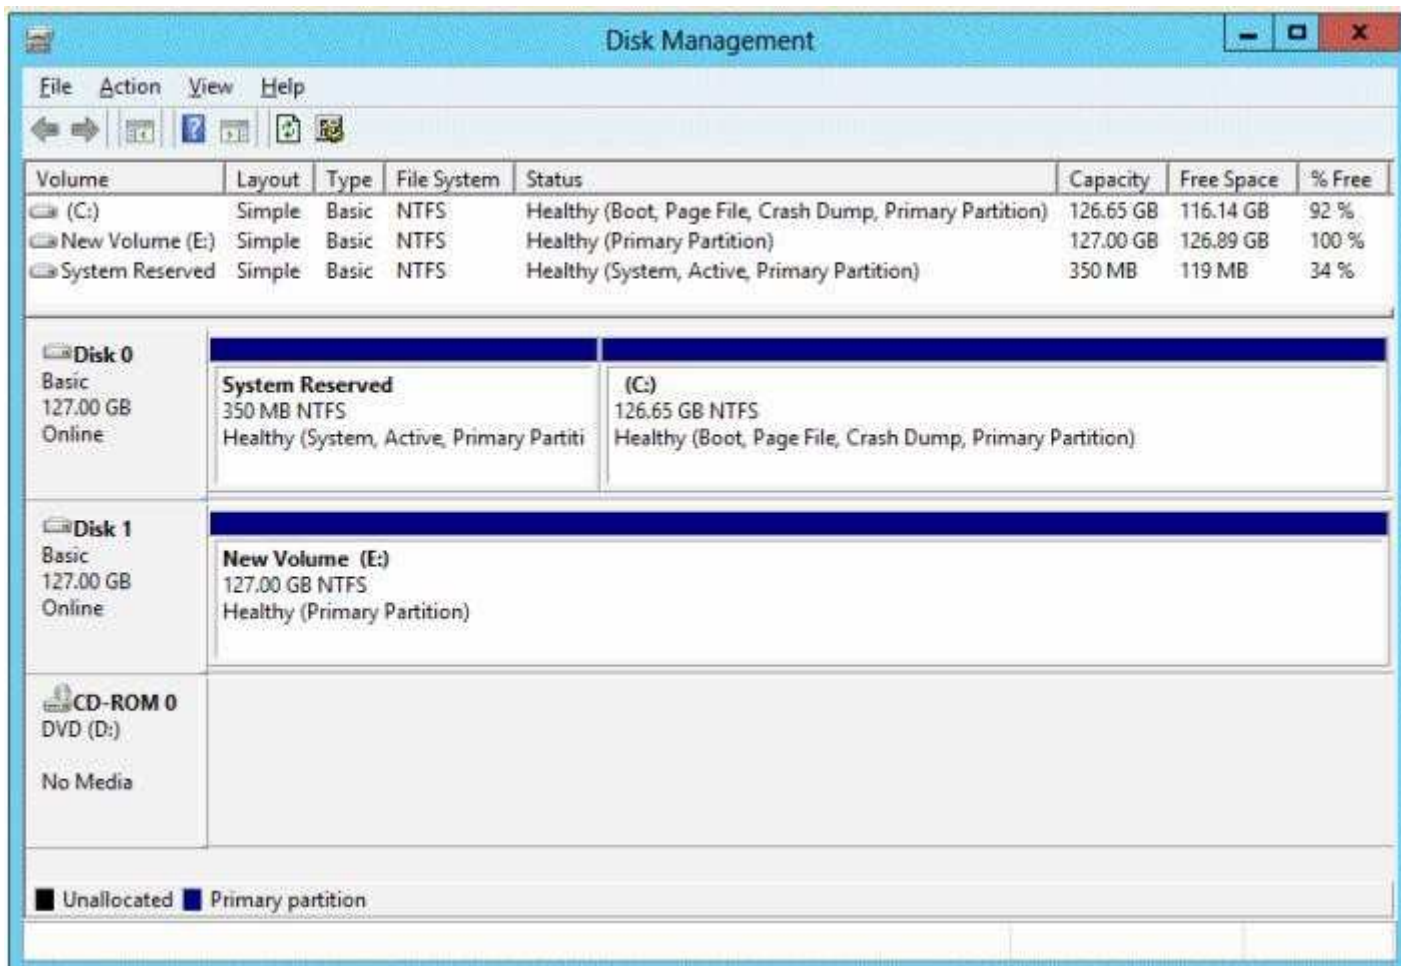 Disk Management
File Action View Help
Volume Layout Type File System Status Capacity Free Space % Free
(C:) Simple Basic NTFS Healthy (Boot, Page File, Crash Dump, Primary Partition) 126.65 GB 116.14 GB 92 %
New Volume (E:) Simple Basic NTFS Healthy (Primary Partition) 127.00 GB 126.89 GB 100 %
System Reserved Simple Basic NTFS Healthy (System, Active, Primary Partition) 350 MB 119 MB 34 %
Disk 0
Basic
127.00 GB
Online
System Reserved
350 MB NTFS
Healthy (System, Active, Primary Partiti
(C:)
126.65 GB NTFS
Healthy (Boot, Page File, Crash Dump, Primary Partition)
Disk 1
Basic
127.00 GB
Online
New Volume (E:)
127.00 GB NTFS
Healthy (Primary Partition)
CD-ROM 0
DVD (D:)
No Media
Unallocated Primary partition